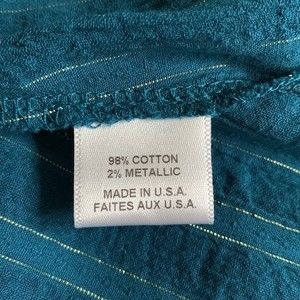 98% COTTON
2% METALLIC
MADE IN U.S.A.
FAITES AUX U.S.A.